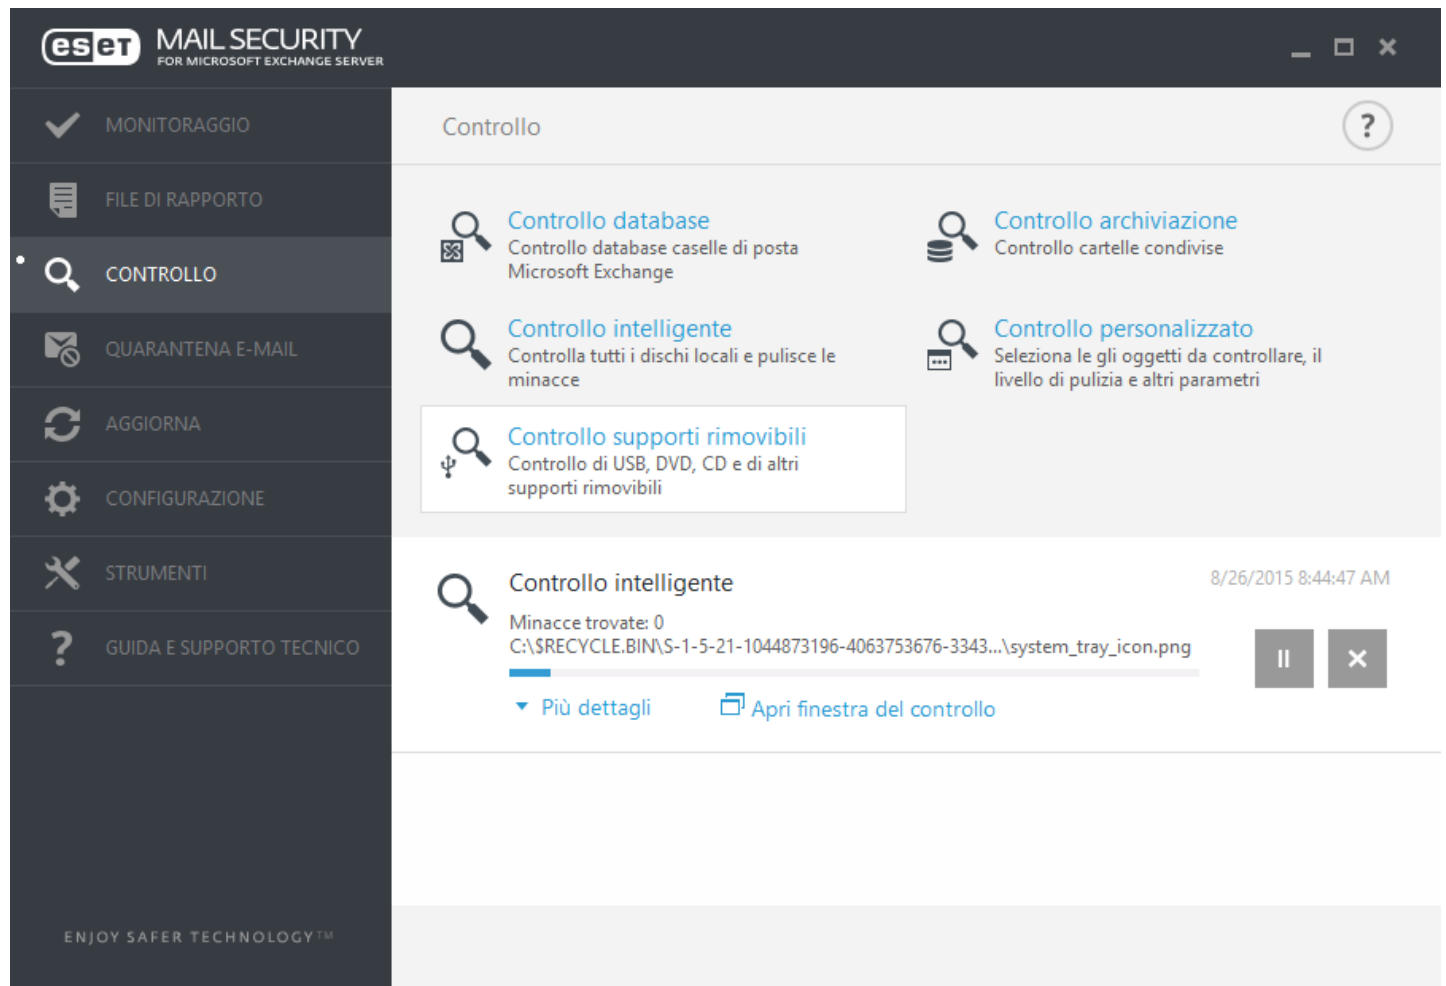 eset MAIL SECURITY
FOR MICROSOFT EXCHANGE SERVER
MONITORAGGIO
FILE DI RAPPORTO
CONTROLLO
QUARANTENA E-MAIL
AGGIORNA
CONFIGURAZIONE
STRUMENTI
GUIDA E SUPPORTO TECNICO
ENJOY SAFER TECHNOLOGY™
Controllo
?
Controllo database
Controllo database caselle di posta
Microsoft Exchange
Controllo archiviazione
Controllo cartelle condivise
Controllo intelligente
Controlla tutti i dischi locali e pulisce le
minacce
Controllo personalizzato
Seleziona le gli oggetti da controllare, il
livello di pulizia e altri parametri
Controllo supporti rimovibili
Controllo di USB, DVD, CD e di altri
supporti rimovibili
Controllo intelligente
8/26/2015 8:44:47 AM
Minacce trovate: 0
C:\$RECYCLE.BIN\S-1-5-21-1044873196-4063753676-3343...\system_tray_icon.png
Più dettagli
Apri finestra del controllo